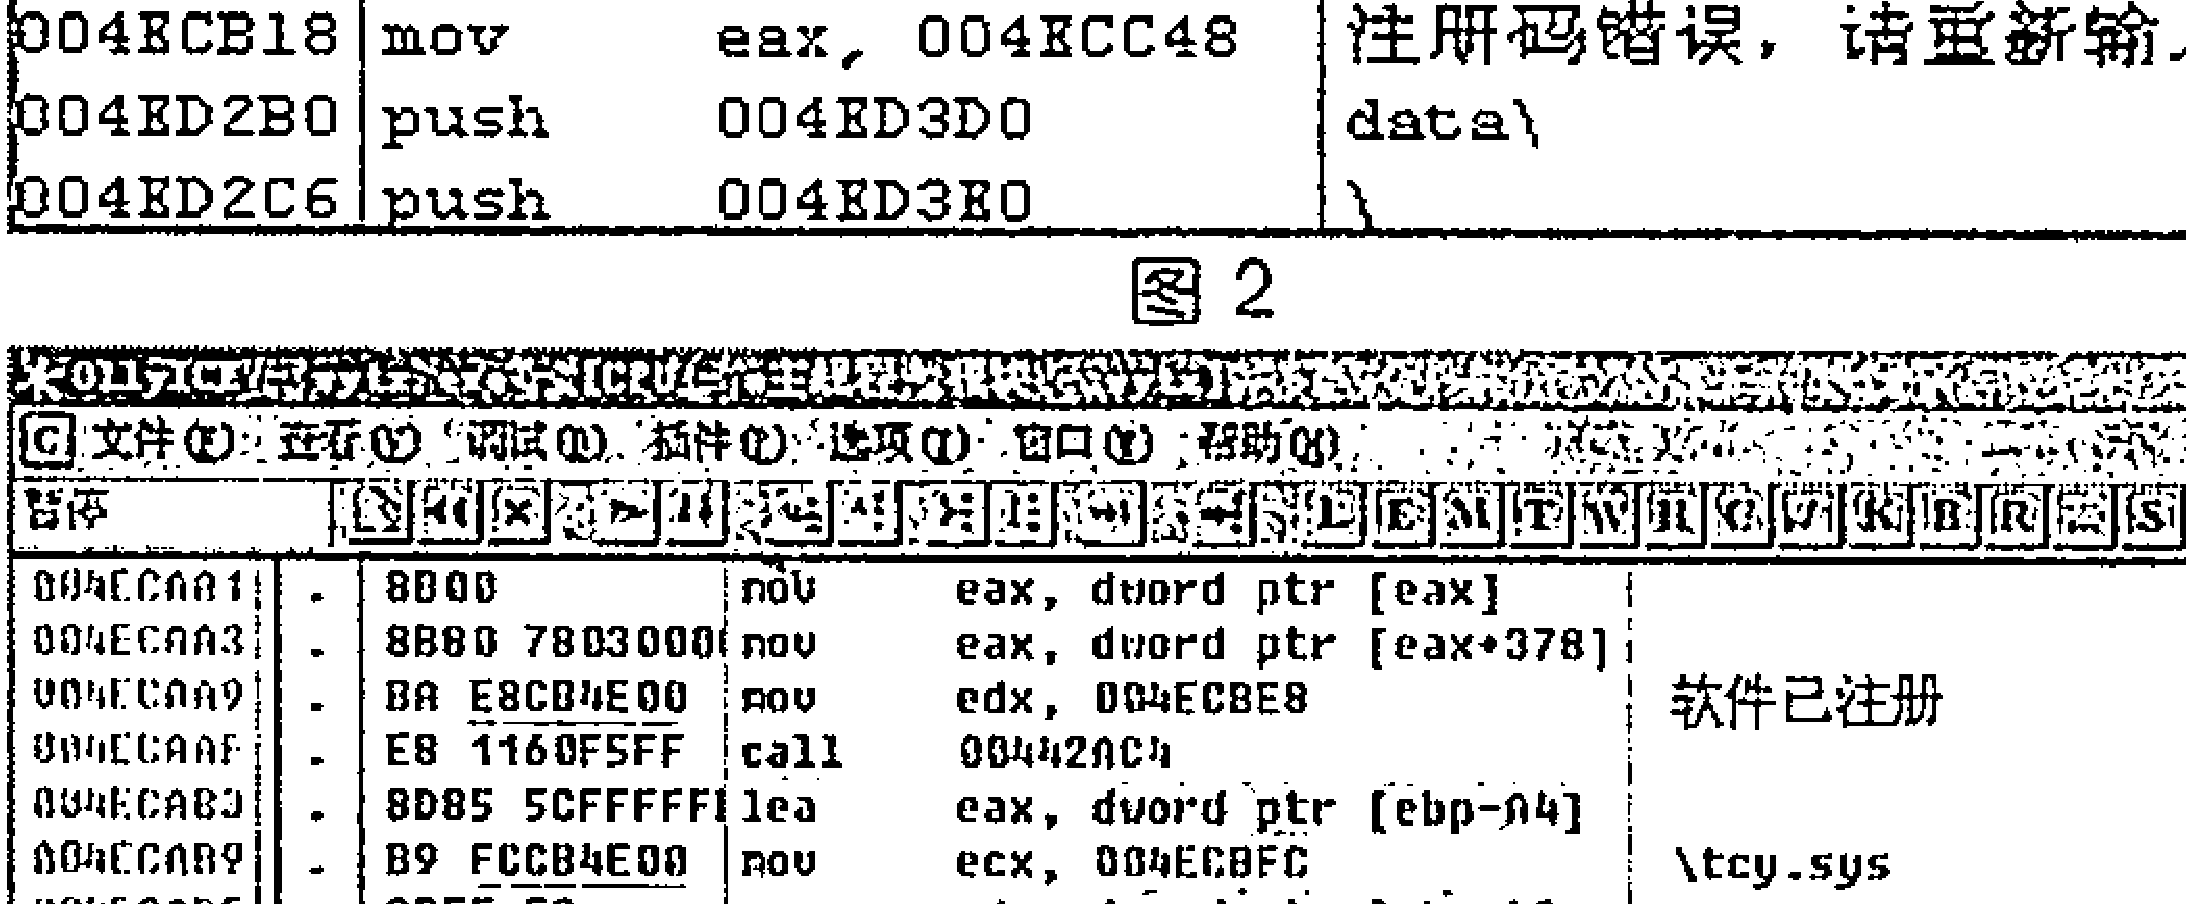 004ECB18 mov eax, 004ECC48 注册码错误，请重新输
004ED2B0 push 004ED3D0 data\
004ED2C6 push 004ED3E0 \
图 2
文件(F) 查看(V) 调试(D) 插件(P) 选项(T) 窗口(W) 帮助(H)
暂停 L E M T W H C K B R S
004ECAA1 . 8B00 mov eax, dword ptr [eax]
004ECAA3 . 8B80 7803000 mov eax, dword ptr [eax+378]
004ECAA9 . BA E8CB4E00 mov edx, 004ECBE8 软件已注册
004ECAAE . E8 1160F5FF call 00442AC4
004ECAB3 . 8D85 5CFFFFF lea eax, dword ptr [ebp-A4]
004ECAB9 . B9 FCCB4E00 mov ecx, 004ECBFC \tcy.sys